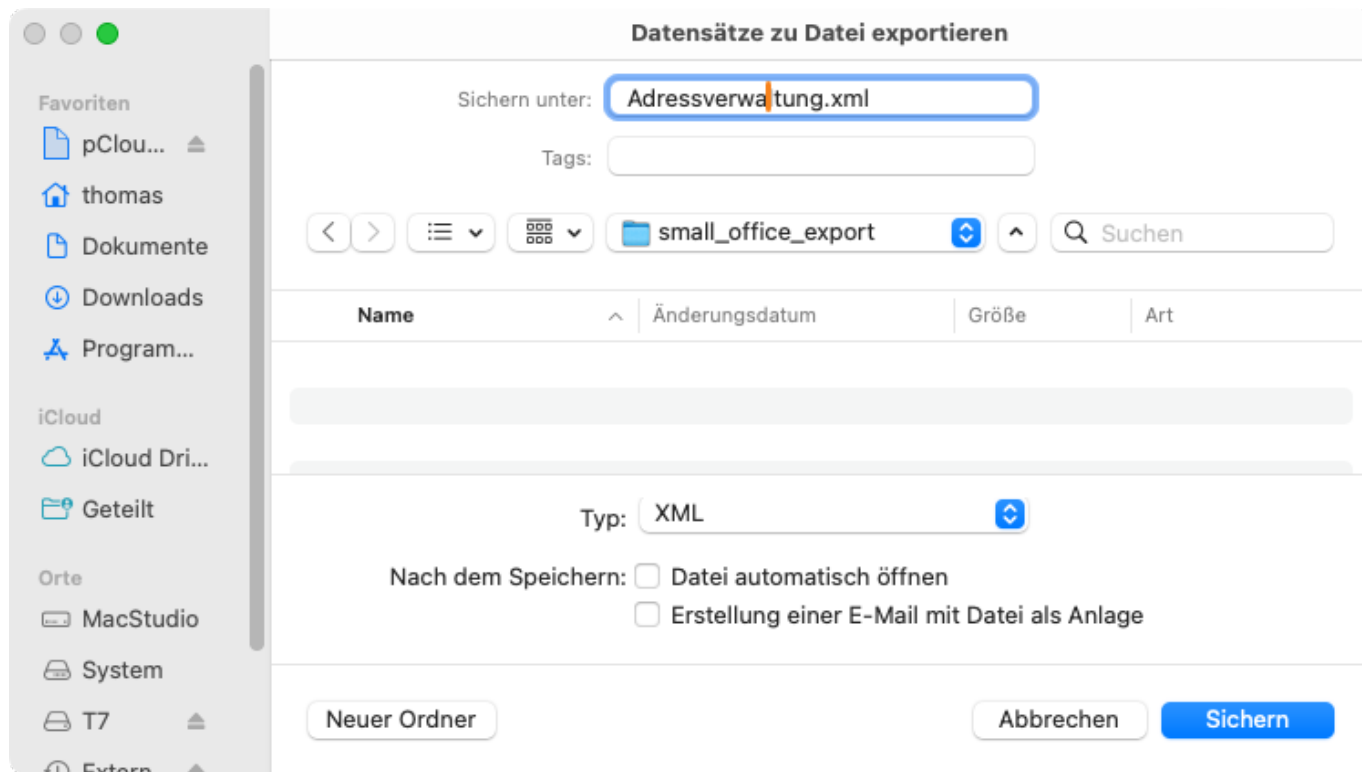 Datensätze zu Datei exportieren
Favoriten
pClou...
thomas
Dokumente
Downloads
Program...
iCloud
iCloud Dri...
Geteilt
Orte
MacStudio
System
T7
Extern
Sichern unter: Adressverwaltung.xml
Tags:
small_office_export Suchen
Name Änderungsdatum Größe Art
Typ: XML
Nach dem Speichern: Datei automatisch öffnen
Erstellung einer E-Mail mit Datei als Anlage
Neuer Ordner Abbrechen Sichern